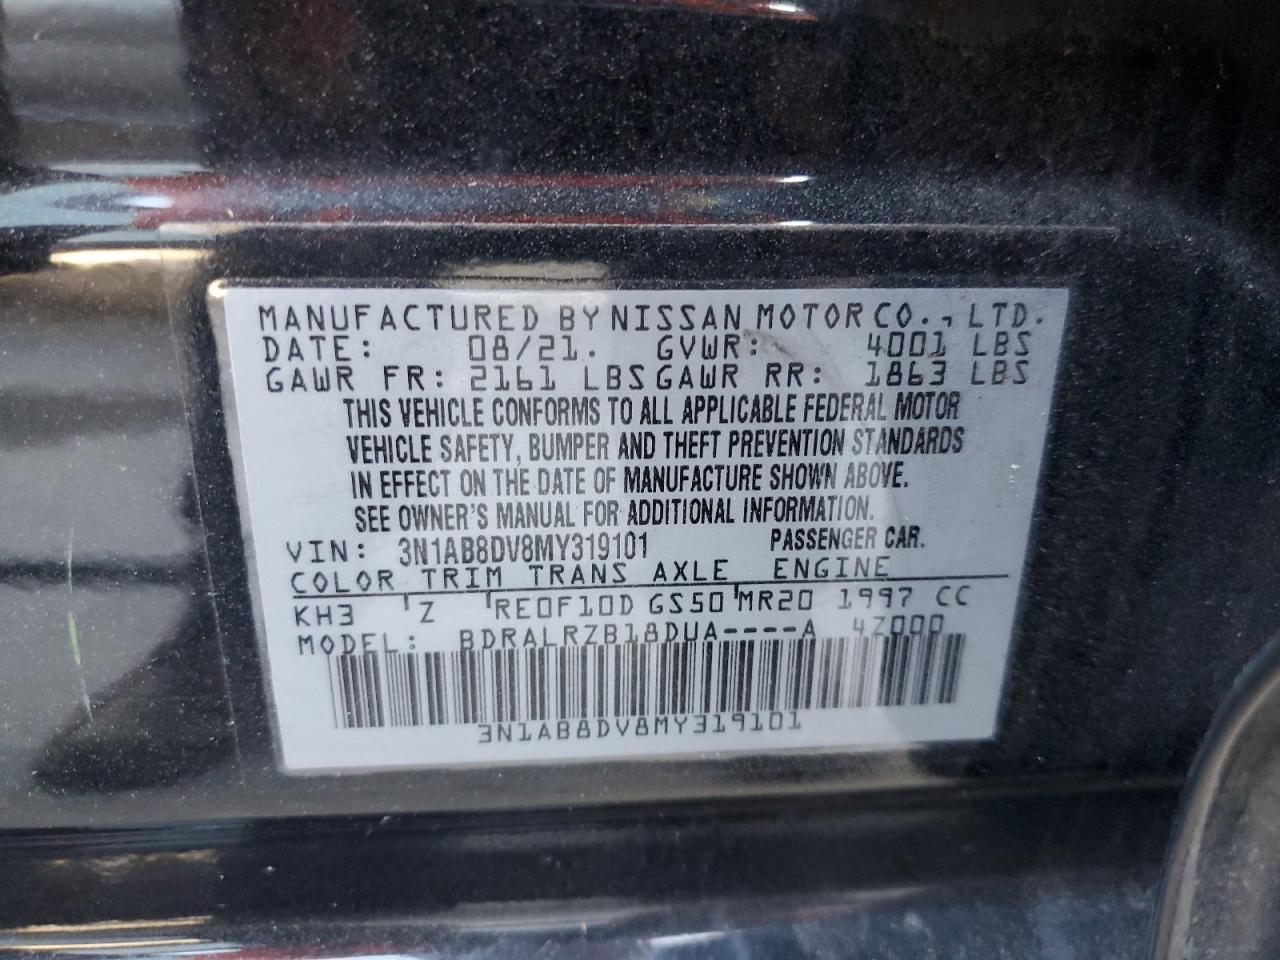 MANUFACTURED BY NISSAN MOTOR CO., LTD.
DATE: 08/21. GVWR: 4001 LBS
GAWR FR: 2161 LBS GAWR RR: 1863 LBS
THIS VEHICLE CONFORMS TO ALL APPLICABLE FEDERAL MOTOR
VEHICLE SAFETY, BUMPER AND THEFT PREVENTION STANDARDS
IN EFFECT ON THE DATE OF MANUFACTURE SHOWN ABOVE.
SEE OWNER'S MANUAL FOR ADDITIONAL INFORMATION.
VIN: 3N1AB8DV8MY319101 PASSENGER CAR.
COLOR TRIM TRANS AXLE ENGINE
KH3 Z RE0F10D GS50 MR20 1997 CC
MODEL: BDRALRZB18DUA----A 4Z000
3N1AB8DV8MY319101